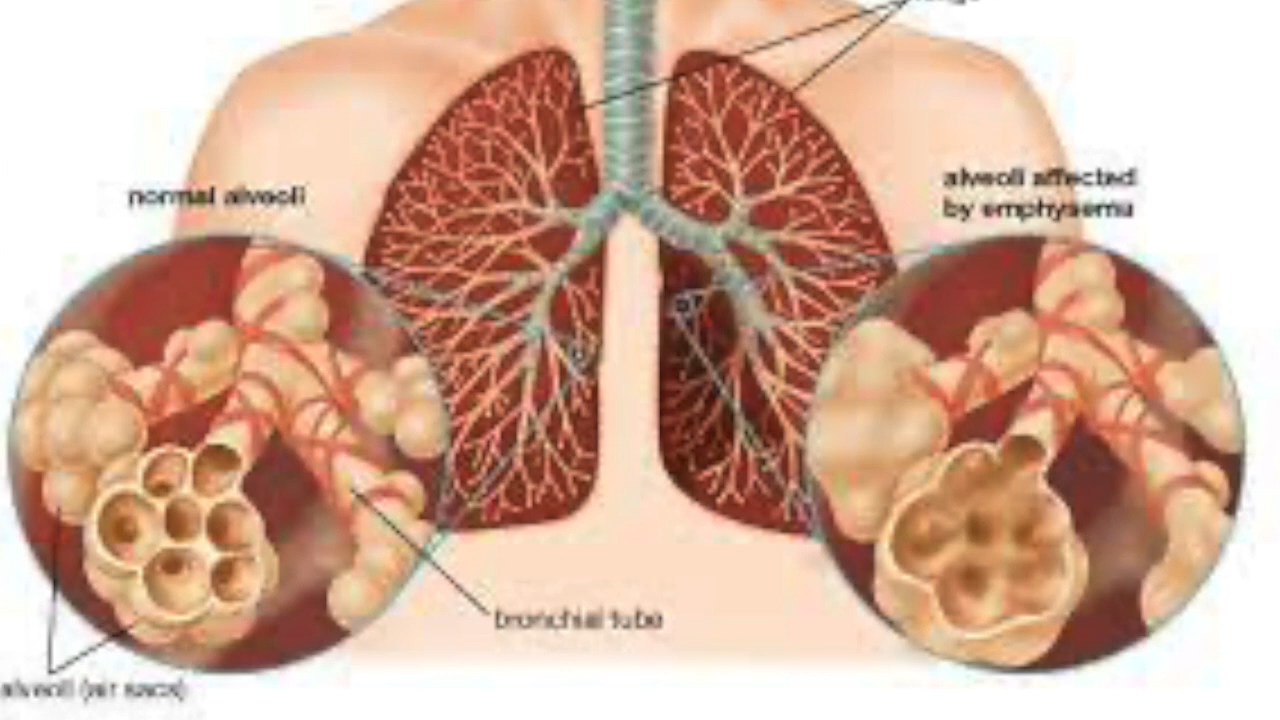 normal alveoli
alveoli affected
by emphysema
bronchial tube
alveoli (air sacs)